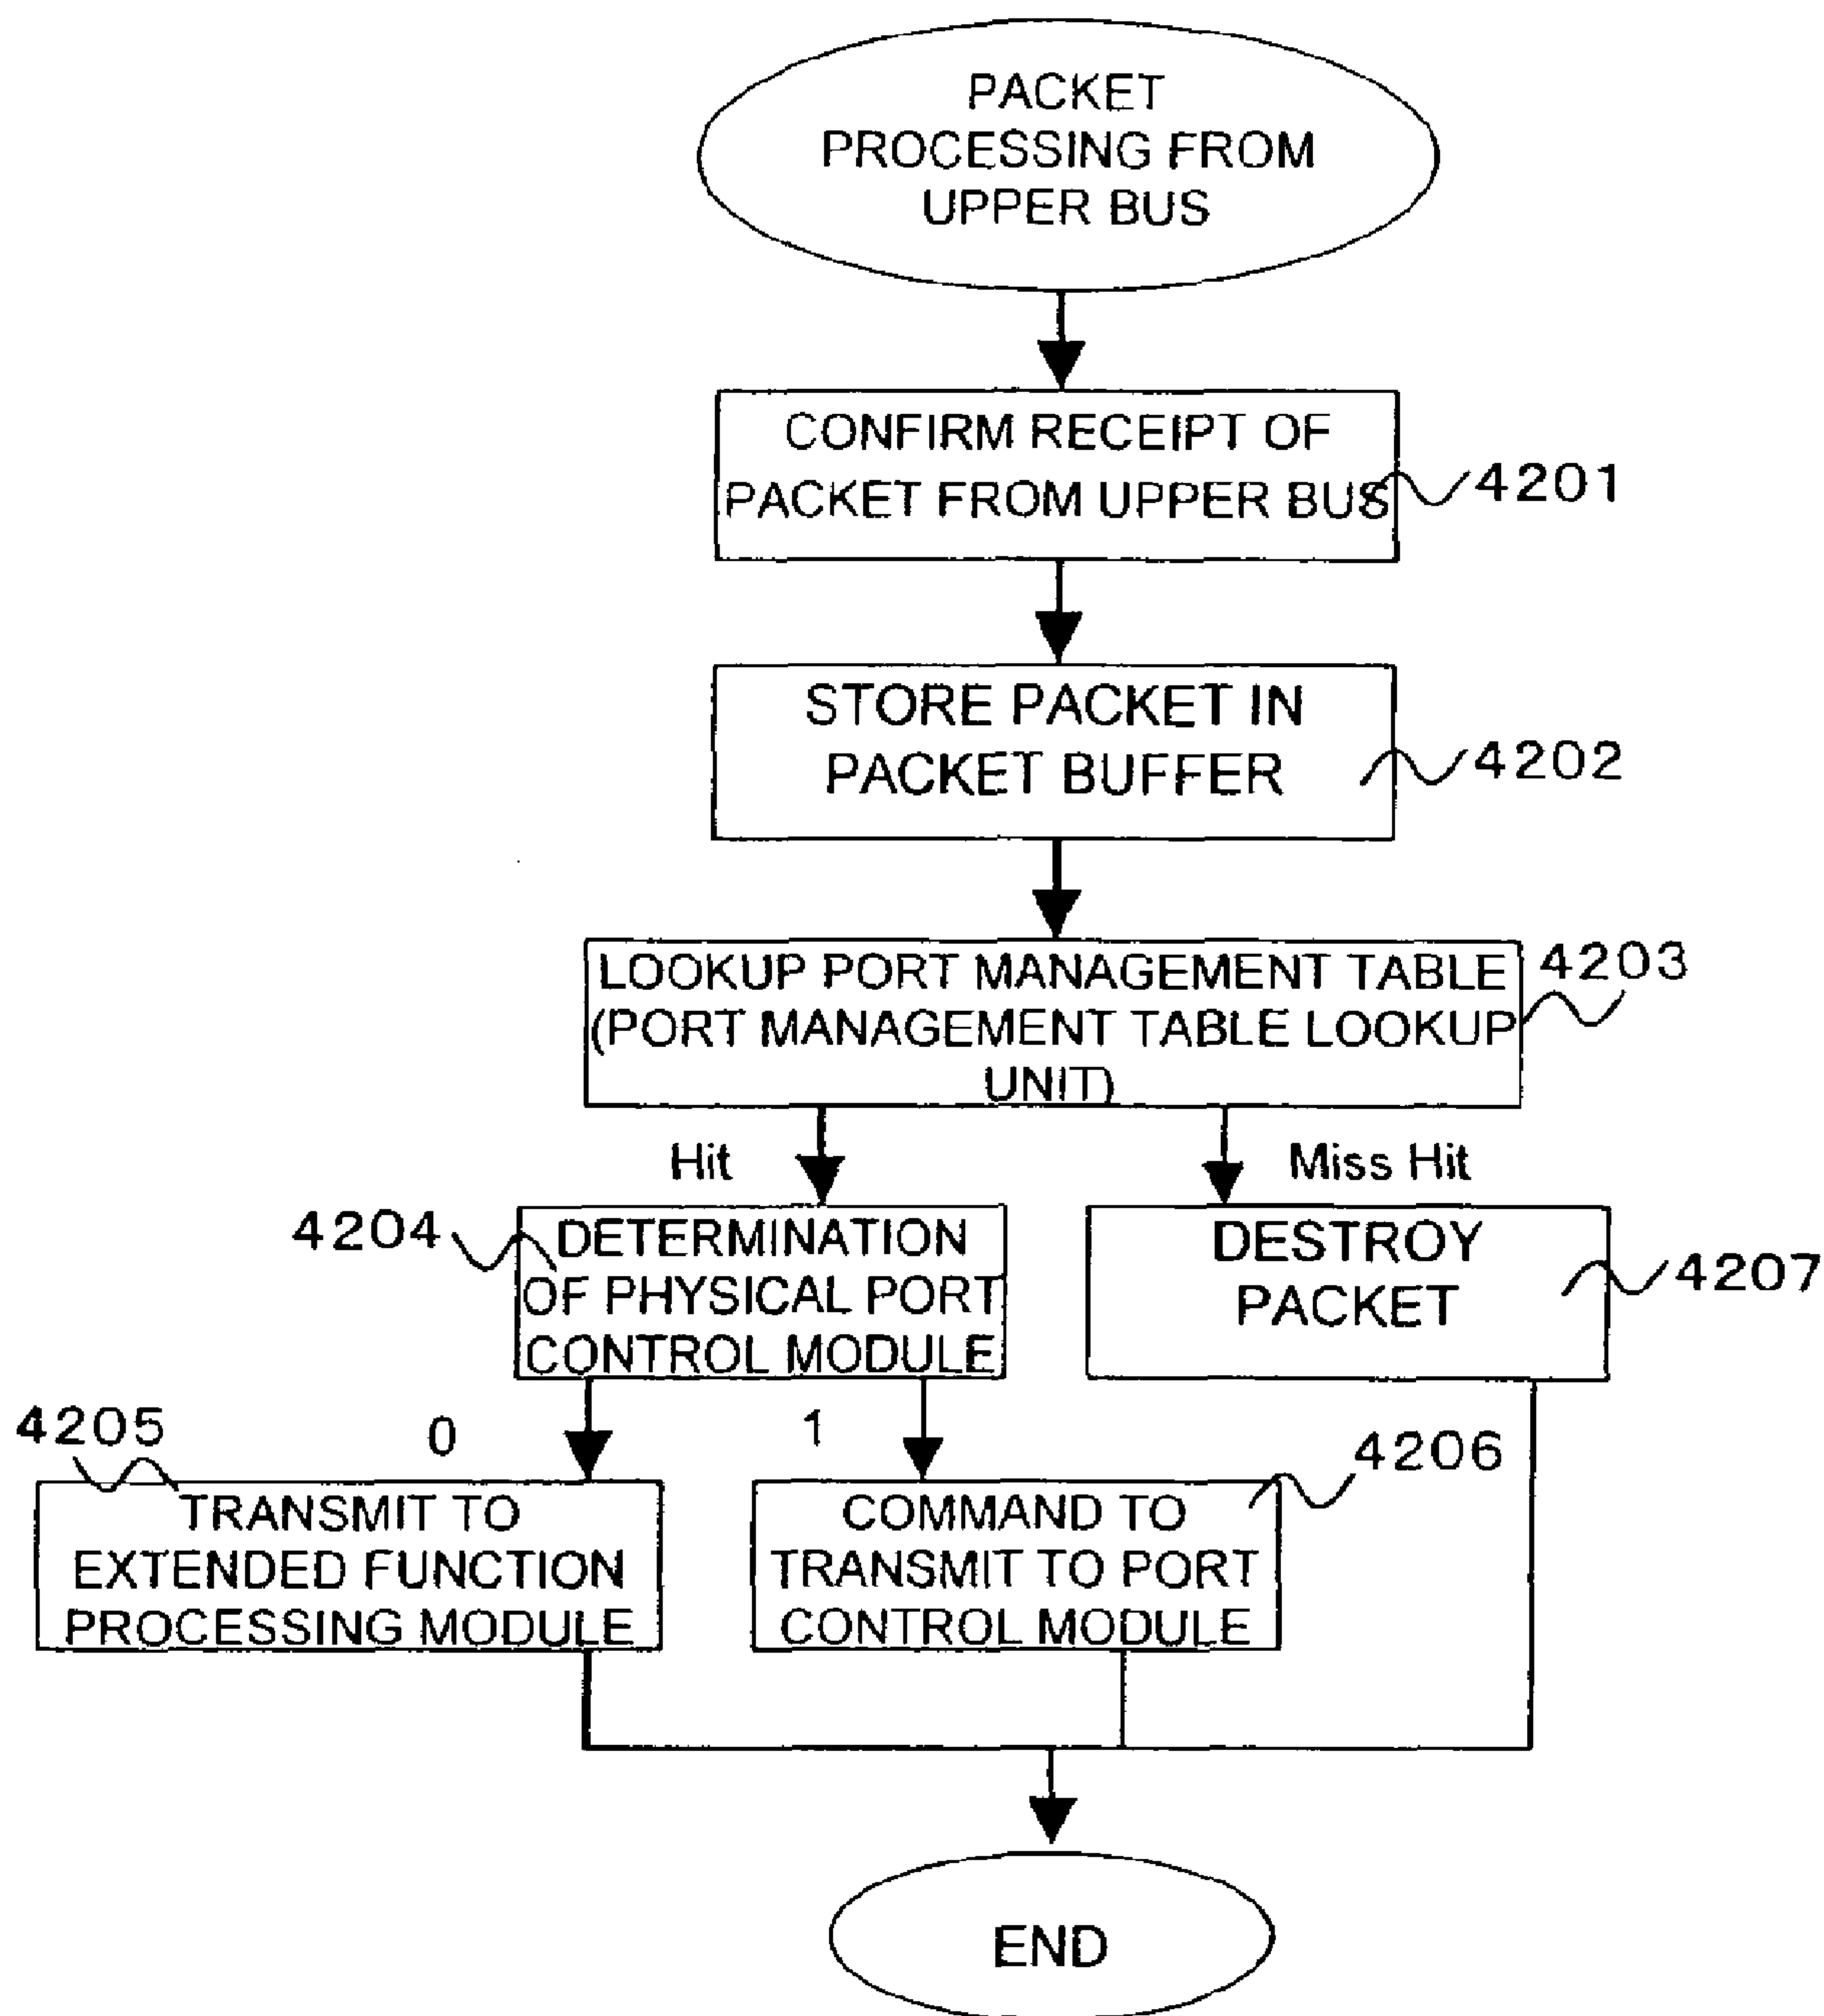 PACKET
PROCESSING FROM
UPPER BUS
CONFIRM RECEIPT OF
PACKET FROM UPPER BUS
4201
STORE PACKET IN
PACKET BUFFER
4202
LOOKUP PORT MANAGEMENT TABLE
(PORT MANAGEMENT TABLE LOOKUP
UNIT)
4203
Hit
Miss Hit
4204
DETERMINATION
OF PHYSICAL PORT
CONTROL MODULE
DESTROY
PACKET
4207
4205
0
1
4206
TRANSMIT TO
EXTENDED FUNCTION
PROCESSING MODULE
COMMAND TO
TRANSMIT TO PORT
CONTROL MODULE
END